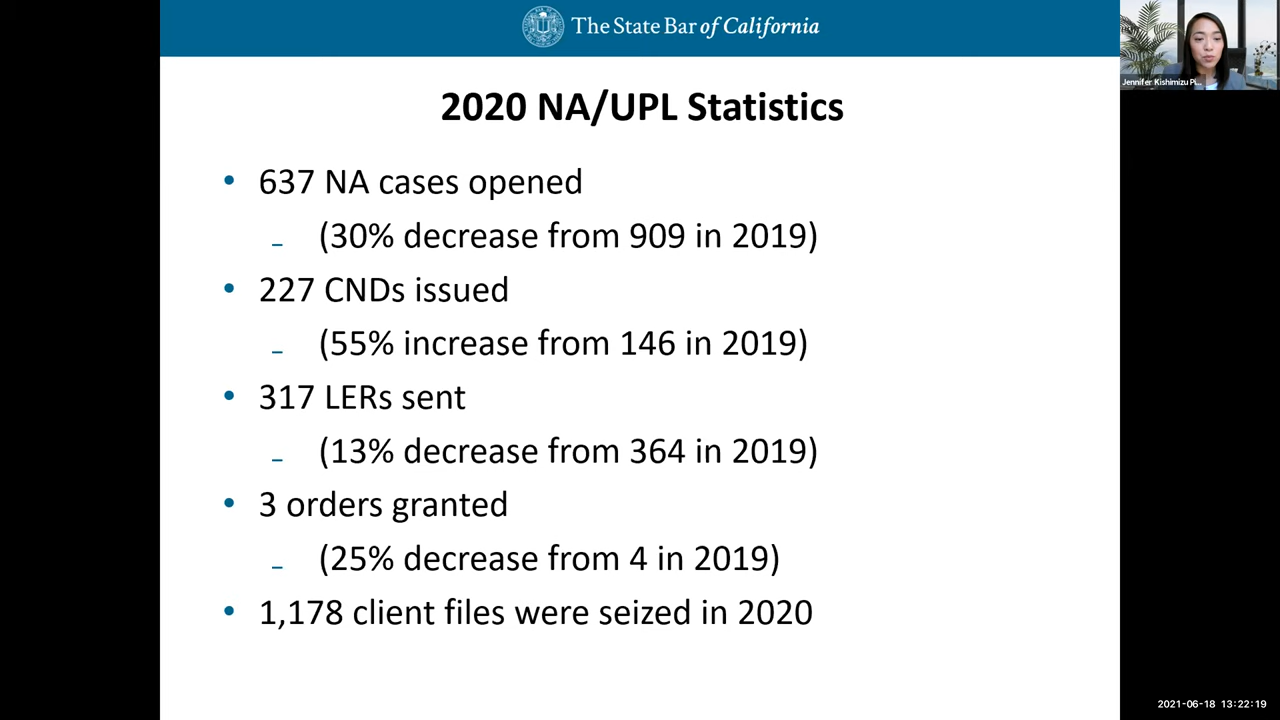 The State Bar of California
2020 NA/UPL Statistics
• 637 NA cases opened
– (30% decrease from 909 in 2019)
• 227 CNDs issued
– (55% increase from 146 in 2019)
• 317 LERs sent
– (13% decrease from 364 in 2019)
• 3 orders granted
– (25% decrease from 4 in 2019)
• 1,178 client files were seized in 2020
Jennifer Kishimizu Pi...
2021-06-18 13:22:19